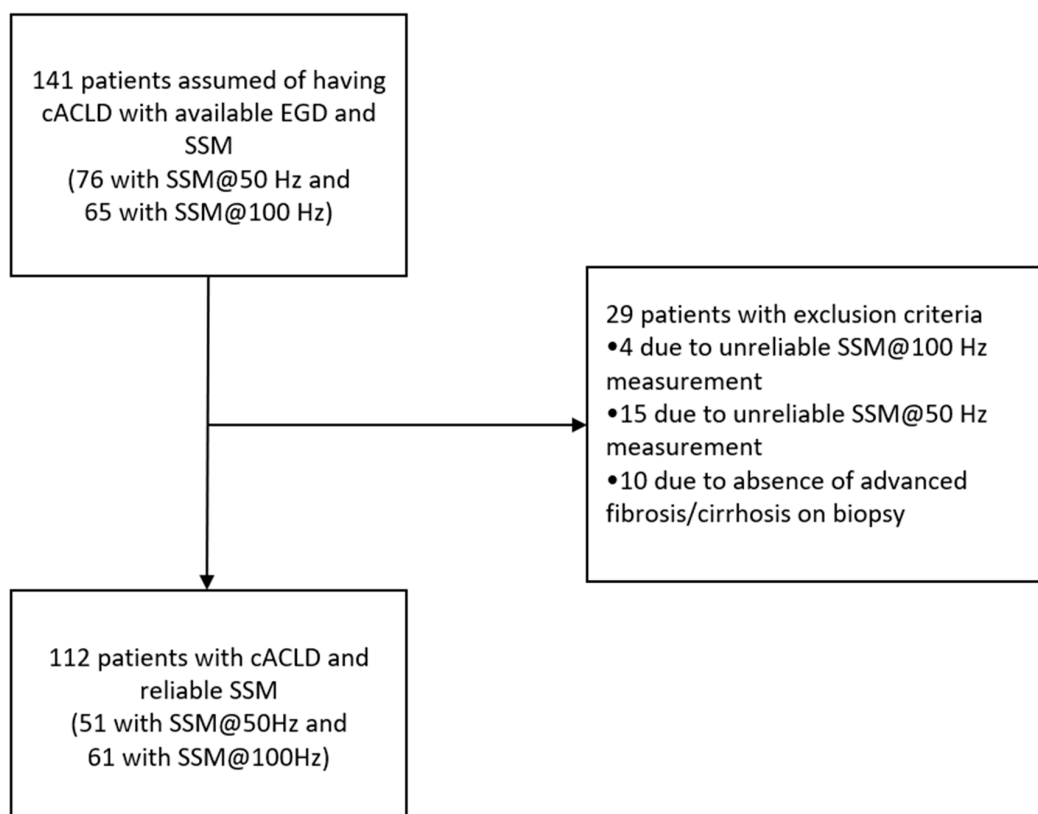 141 patients assumed of having
cACLD with available EGD and
SSM
(76 with SSM@50 Hz and
65 with SSM@100 Hz)
29 patients with exclusion criteria
•4 due to unreliable SSM@100 Hz
measurement
•15 due to unreliable SSM@50 Hz
measurement
•10 due to absence of advanced
fibrosis/cirrhosis on biopsy
112 patients with cACLD and
reliable SSM
(51 with SSM@50Hz and
61 with SSM@100Hz)